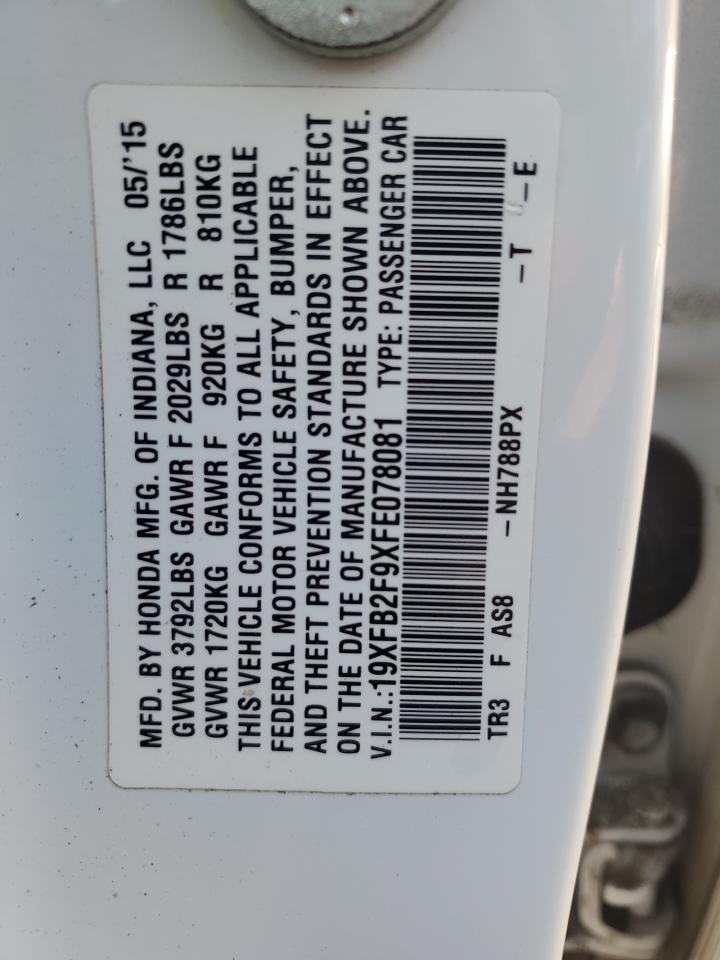 MFD. BY HONDA MFG. OF INDIANA, LLC 05/'15
GVWR 3792LBS GAWR F 2029LBS R 1786LBS
GVWR 1720KG GAWR F 920KG R 810KG
THIS VEHICLE CONFORMS TO ALL APPLICABLE
FEDERAL MOTOR VEHICLE SAFETY, BUMPER,
AND THEFT PREVENTION STANDARDS IN EFFECT
ON THE DATE OF MANUFACTURE SHOWN ABOVE.
V.I.N.:19XFB2F9XFE078081 TYPE: PASSENGER CAR
TR3 F AS8 -NH788PX -T -E